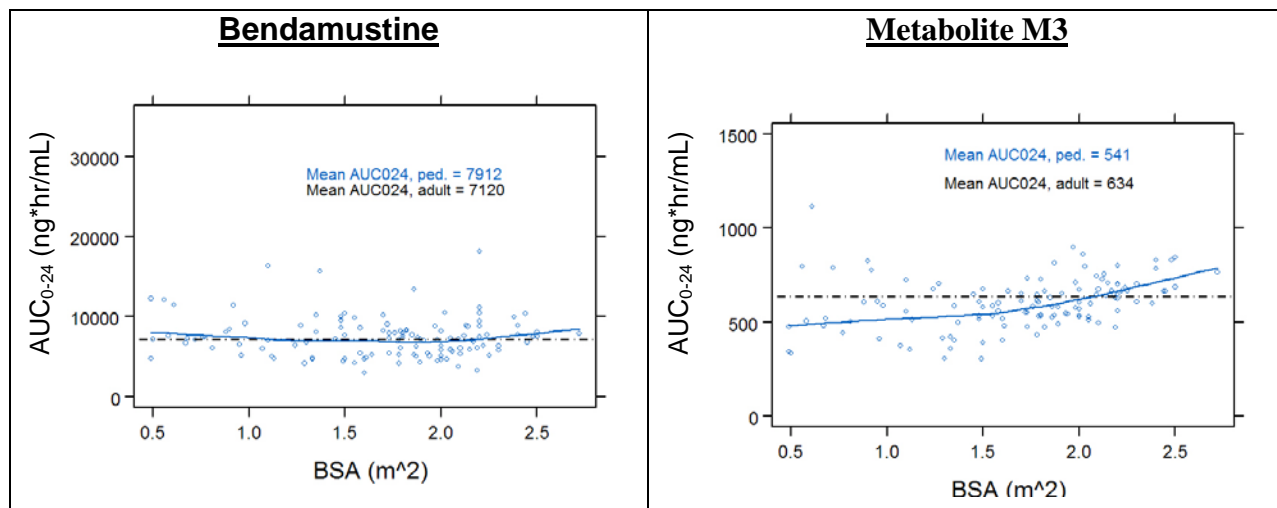 Bendamustine
AUC0-24 (ng*hr/mL)
30000
20000
10000
0
Mean AUC024, ped. = 7912
Mean AUC024, adult = 7120
0.5 1.0 1.5 2.0 2.5
BSA (m^2)
Metabolite M3
AUC0-24 (ng*hr/mL)
1500
1000
500
0
Mean AUC024, ped. = 541
Mean AUC024, adult = 634
0.5 1.0 1.5 2.0 2.5
BSA (m^2)